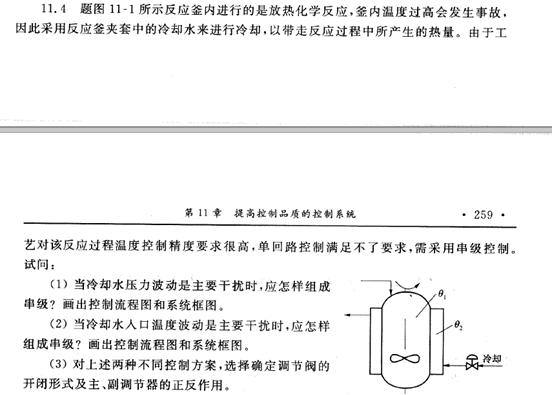 11.4 题图 11-1 所示反应釜内进行的是放热化学反应,釜内温度过高会发生事故,
因此采用反应釜夹套中的冷却水来进行冷却,以带走反应过程中所产生的热量。由于工
第 11 章 提高控制品质的控制系统 · 259 ·
艺对该反应过程温度控制精度要求很高,单回路控制满足不了要求,需采用串级控制。
试问:
(1) 当冷却水压力波动是主要干扰时,应怎样组成
串级? 画出控制流程图和系统框图。
(2) 当冷却水入口温度波动是主要干扰时,应怎样
组成串级? 画出控制流程图和系统框图。
(3) 对上述两种不同控制方案,选择确定调节阀的
开闭形式及主、副调节器的正反作用。
θ₁
θ₂
冷却